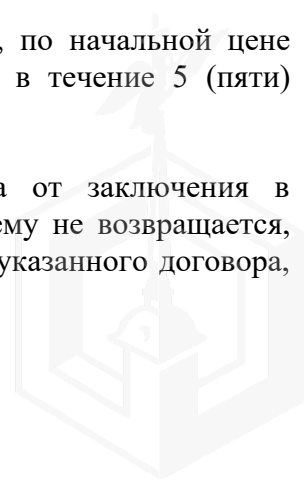 , по начальной цене
в течение 5 (пяти)
от заключения в
ему не возвращается,
указанного договора,